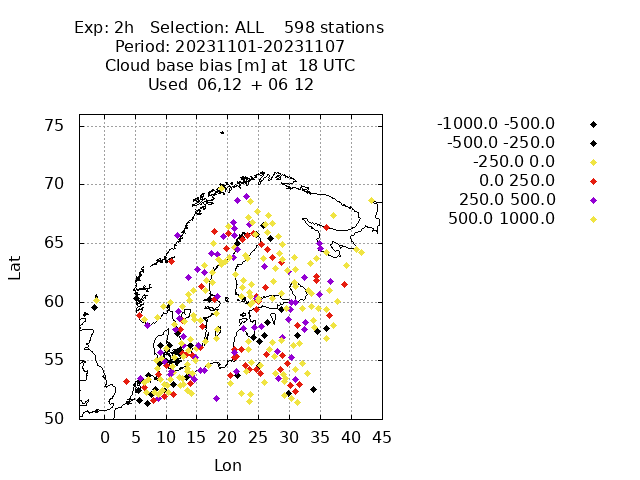 Exp: 2h   Selection: ALL    598 stations
Period: 20231101-20231107
Cloud base bias [m] at  18 UTC
Used  06,12  + 06 12
-1000.0 -500.0
-500.0 -250.0
-250.0 0.0
0.0 250.0
250.0 500.0
500.0 1000.0
75
70
65
60
55
50
Lat
0 5 10 15 20 25 30 35 40 45
Lon